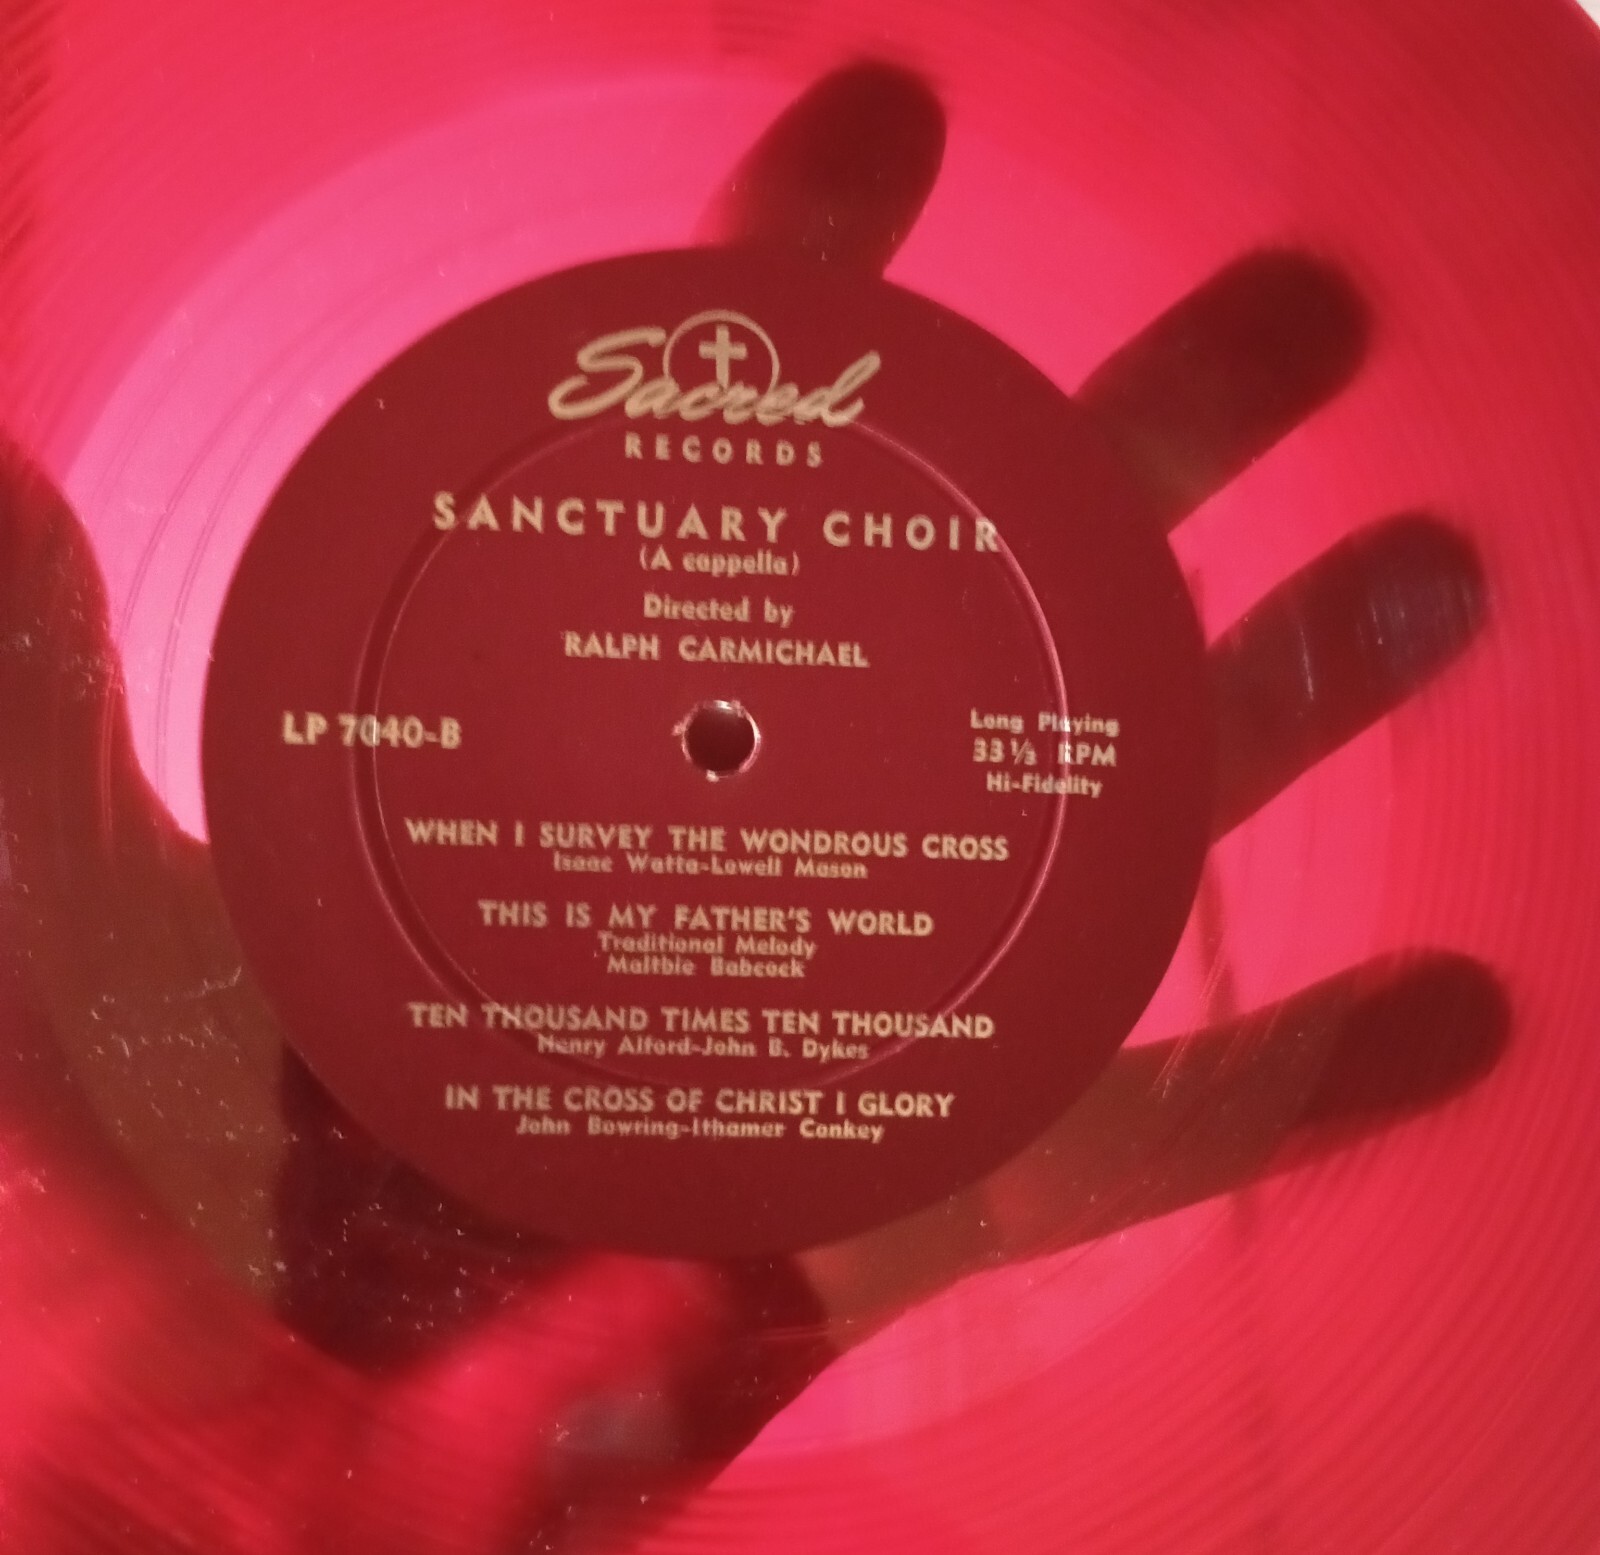 Sacred
RECORDS
SANCTUARY CHOIR
(A cappella)
Directed by
RALPH CARMICHAEL
LP 7040-B
Long Playing
33 1/3 RPM
Hi-Fidelity
WHEN I SURVEY THE WONDROUS CROSS
Isaac Watts-Lowell Mason
THIS IS MY FATHER'S WORLD
Traditional Melody
Maltbie Babcock
TEN THOUSAND TIMES TEN THOUSAND
Henry Alford-John B. Dykes
IN THE CROSS OF CHRIST I GLORY
John Bowring-Ithamer Conkey